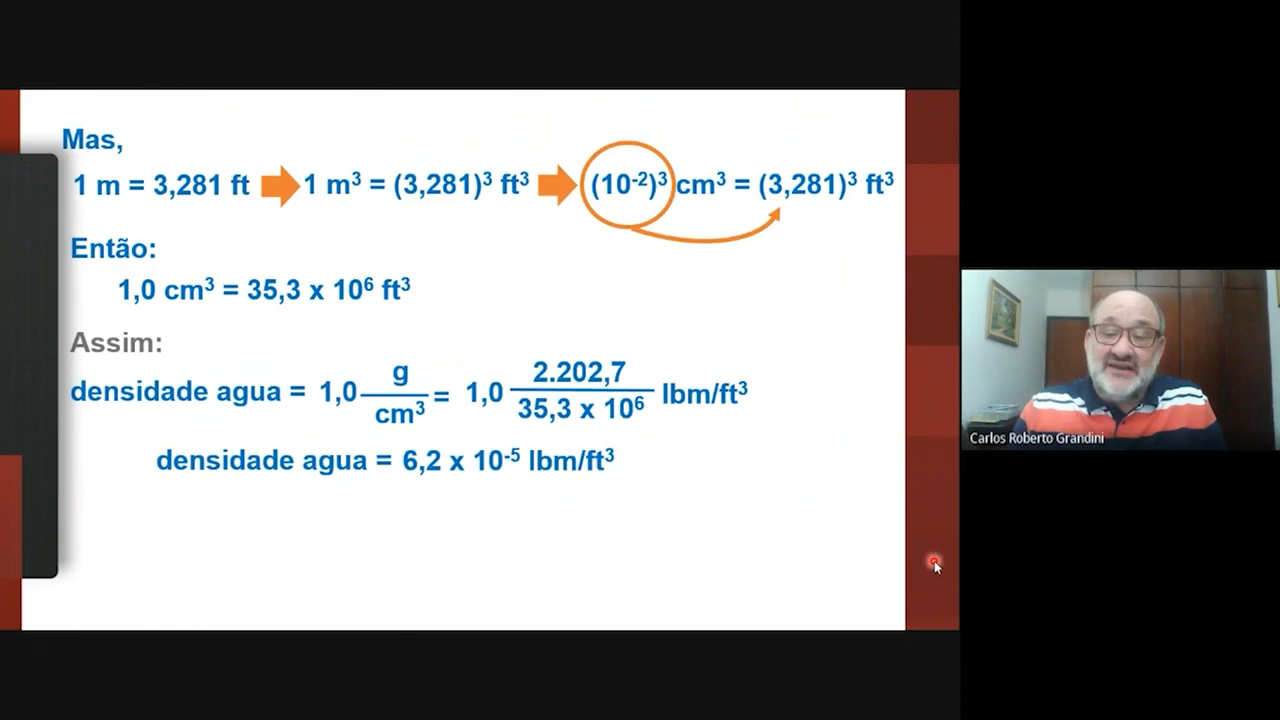 Mas,
1 m = 3,281 ft 1 m³ = (3,281)³ ft³ (10⁻²)³ cm³ = (3,281)³ ft³
Então:
1,0 cm³ = 35,3 x 10⁶ ft³
Assim:
densidade agua = 1,0 g/cm³ = 1,0 2.202,7/35,3 x 10⁶ lbm/ft³
densidade agua = 6,2 x 10⁻⁵ lbm/ft³
Carlos Roberto Grandini